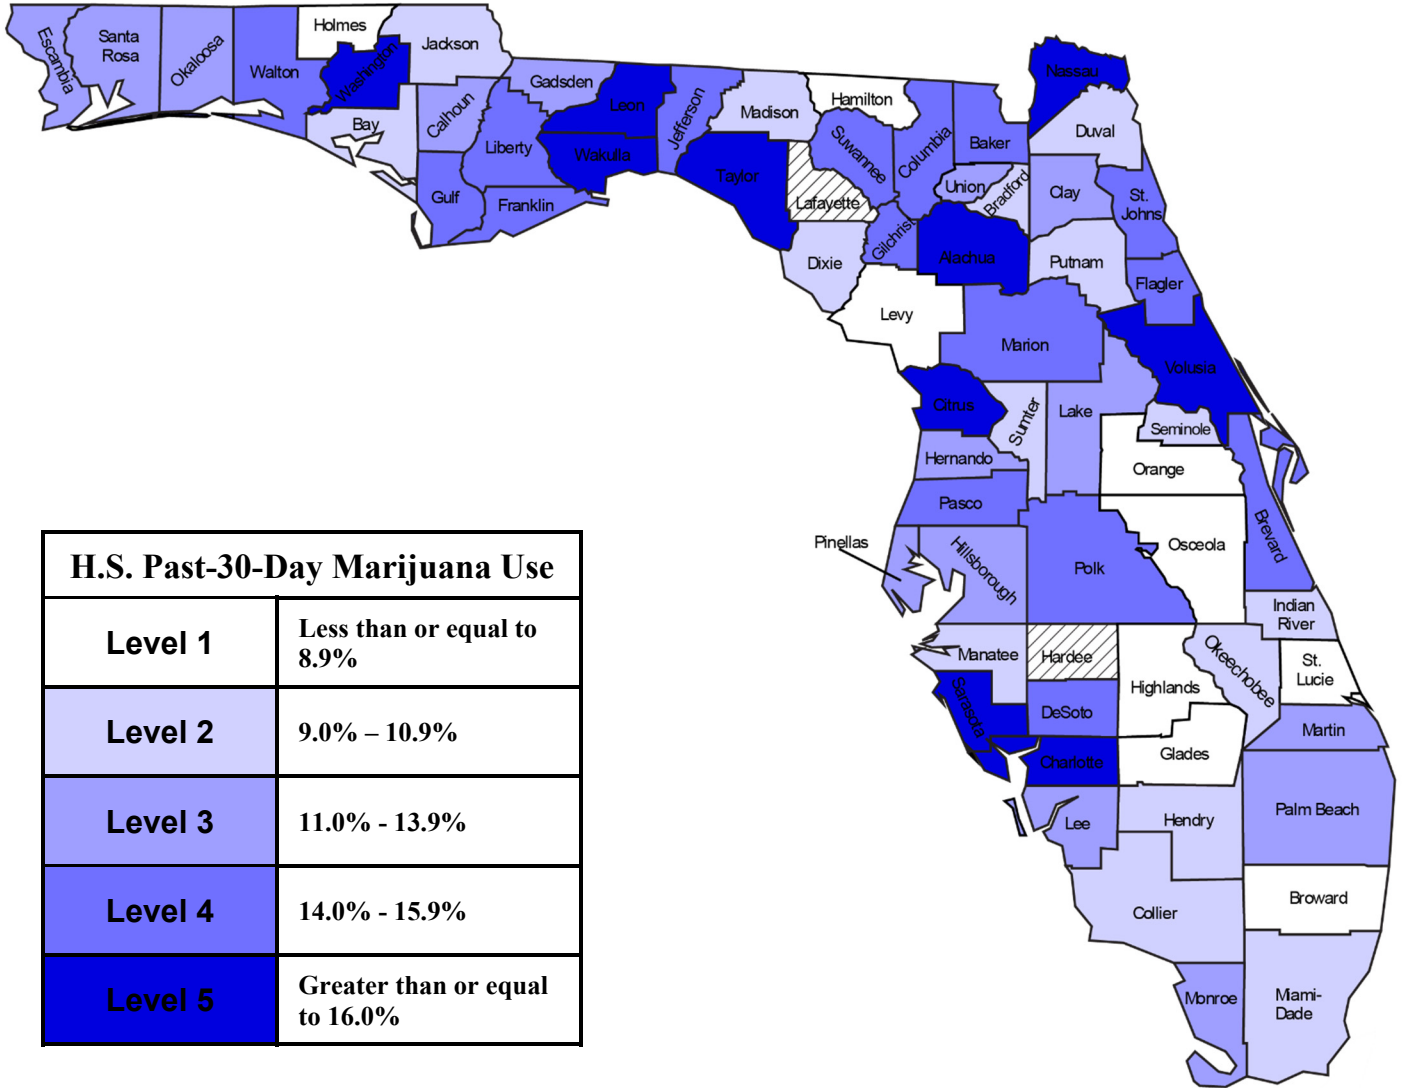 Holmes
Jackson
Escambia
Santa
Rosa
Okaloosa
Walton
Washington
Bay
Calhoun
Gadsden
Liberty
Gulf
Franklin
Leon
Wakulla
Jefferson
Madison
Taylor
Hamilton
Suwannee
Lafayette
Dixie
Columbia
Baker
Nassau
Duval
Union
Bradford
Clay
St.
Johns
Gilchrist
Alachua
Putnam
Flagler
Levy
Marion
Volusia
Citrus
Sumter
Lake
Seminole
Orange
Hernando
Pasco
Pinellas
Hillsborough
Polk
Osceola
Brevard
Indian
River
Manatee
Hardee
Highlands
Okeechobee
St.
Lucie
Sarasota
DeSoto
Martin
Charlotte
Glades
Lee
Hendry
Palm Beach
Collier
Broward
Monroe
Miami-
Dade
H.S. Past-30-Day Marijuana Use
Level 1
Less than or equal to
8.9%
Level 2
9.0% – 10.9%
Level 3
11.0% - 13.9%
Level 4
14.0% - 15.9%
Level 5
Greater than or equal
to 16.0%